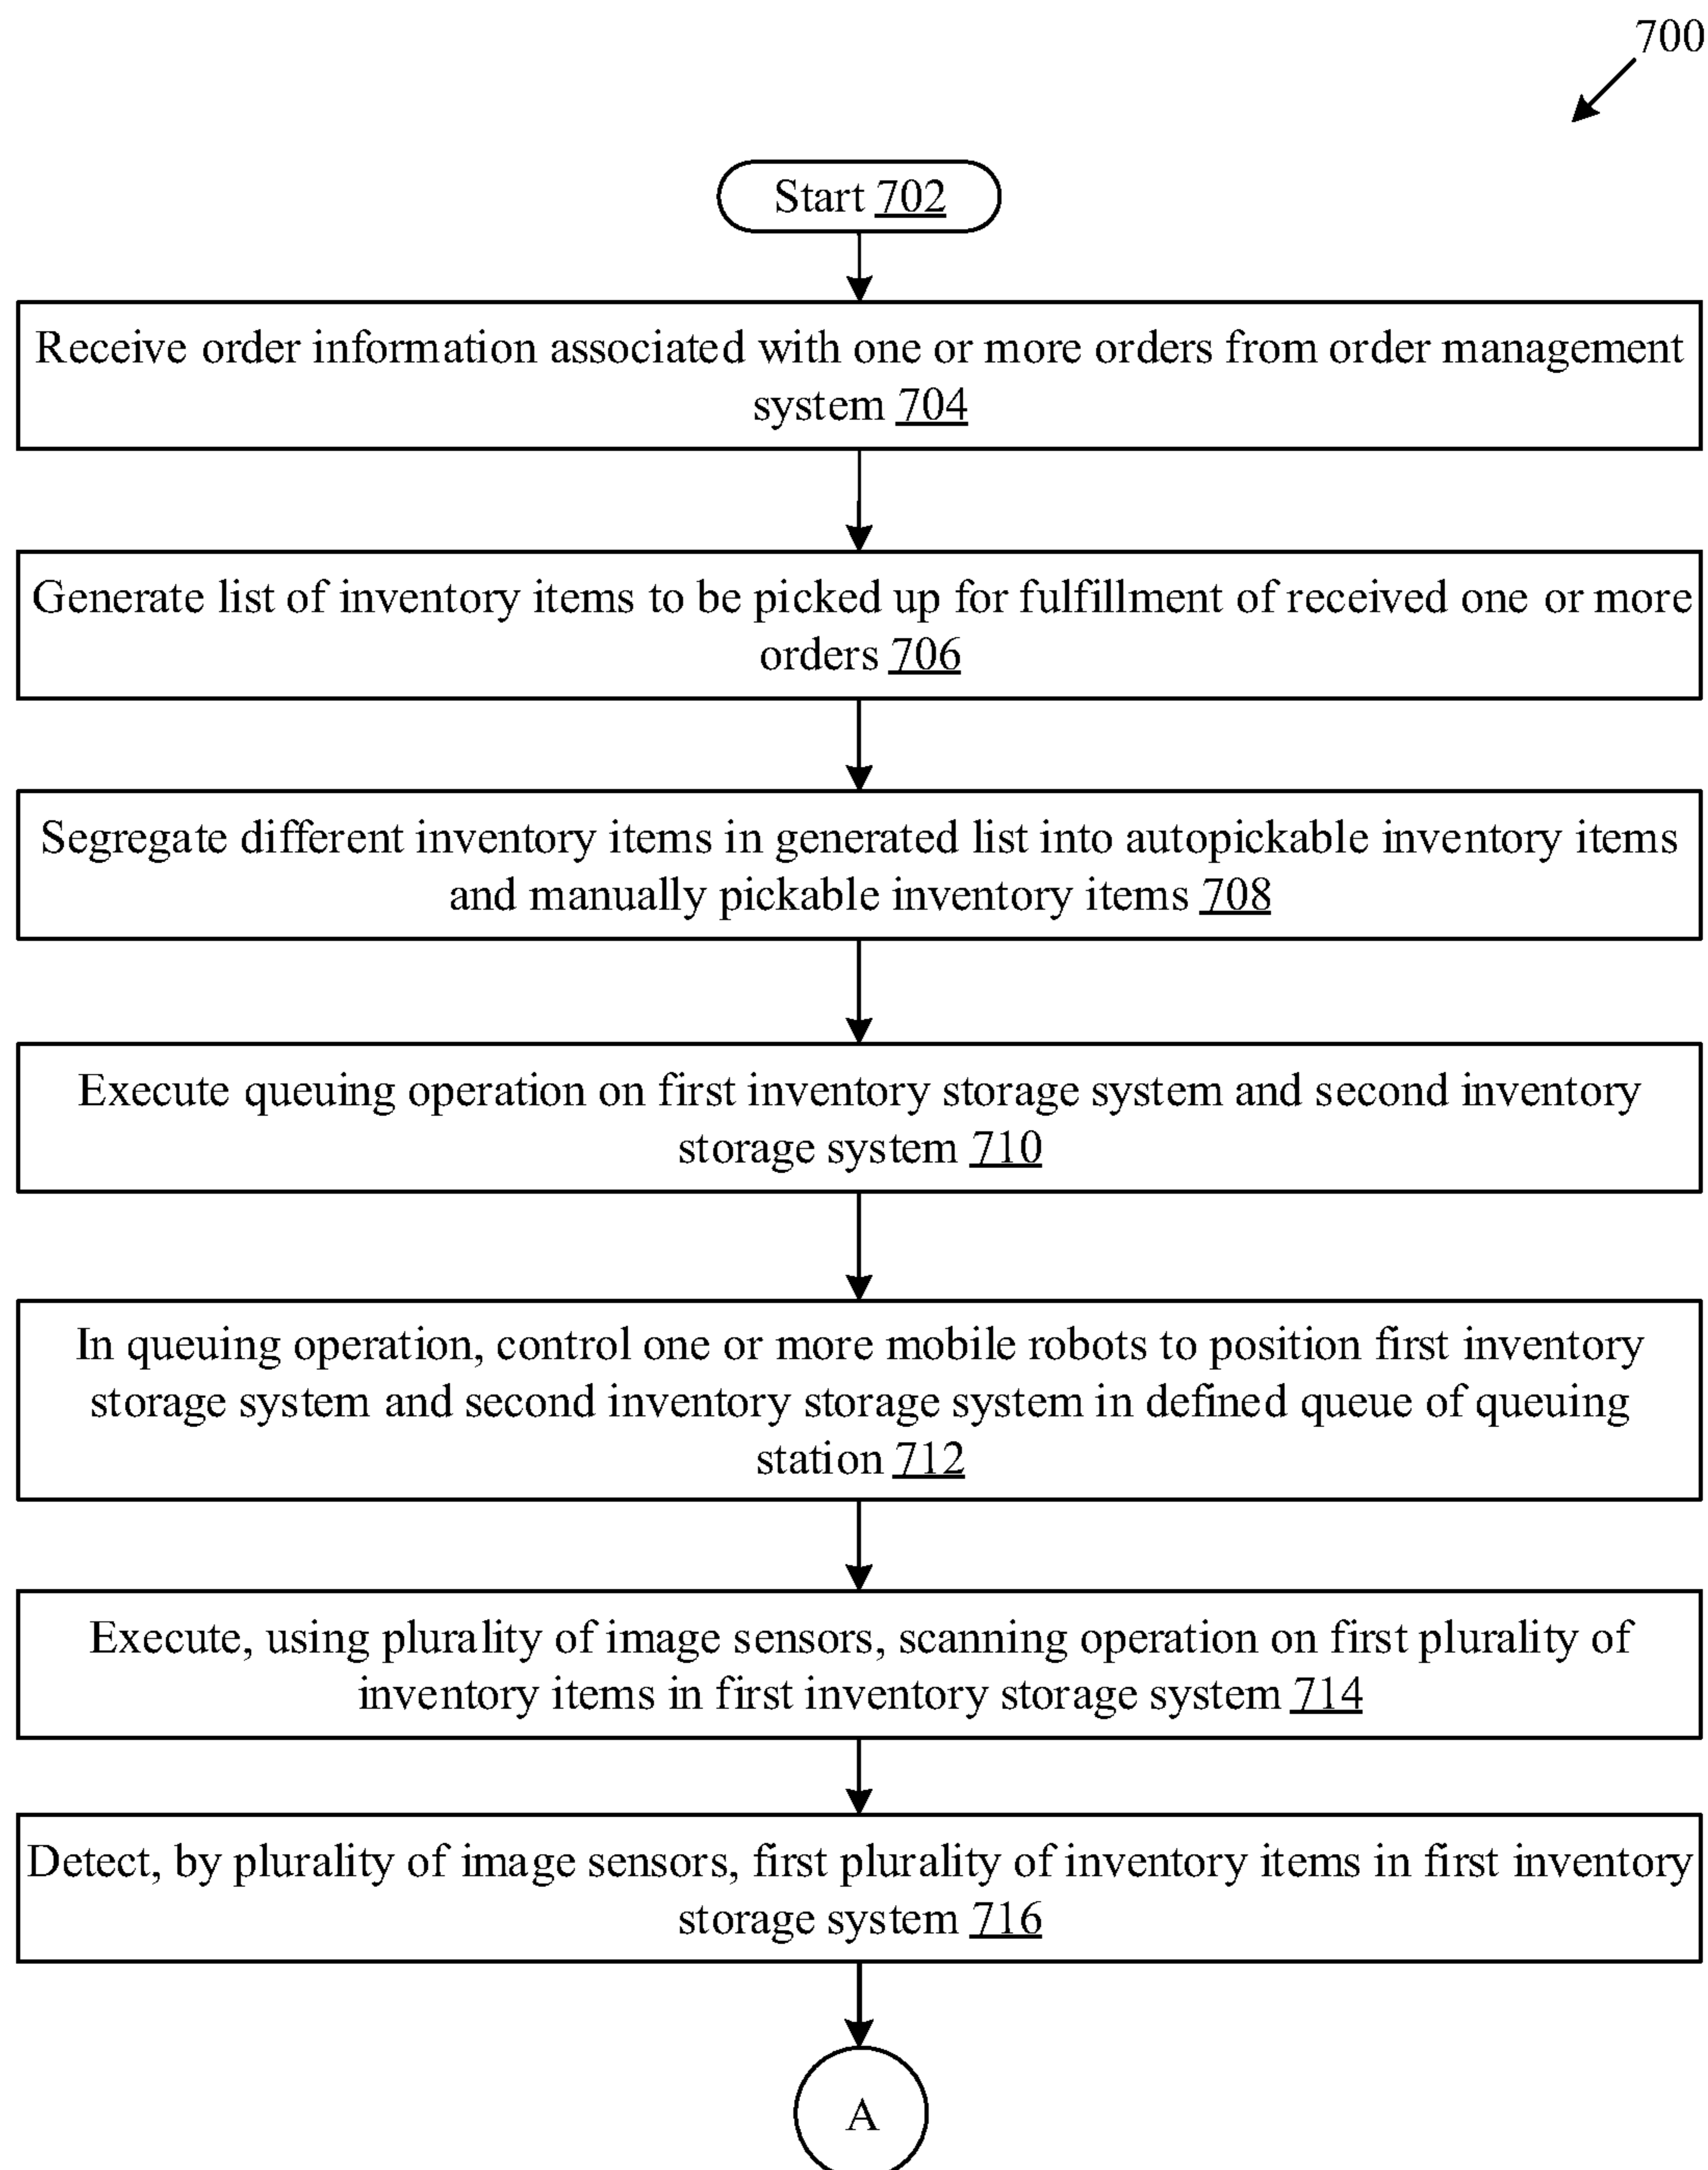 700
Start 702
Receive order information associated with one or more orders from order management
system 704
Generate list of inventory items to be picked up for fulfillment of received one or more
orders 706
Segregate different inventory items in generated list into autopickable inventory items
and manually pickable inventory items 708
Execute queuing operation on first inventory storage system and second inventory
storage system 710
In queuing operation, control one or more mobile robots to position first inventory
storage system and second inventory storage system in defined queue of queuing
station 712
Execute, using plurality of image sensors, scanning operation on first plurality of
inventory items in first inventory storage system 714
Detect, by plurality of image sensors, first plurality of inventory items in first inventory
storage system 716
A